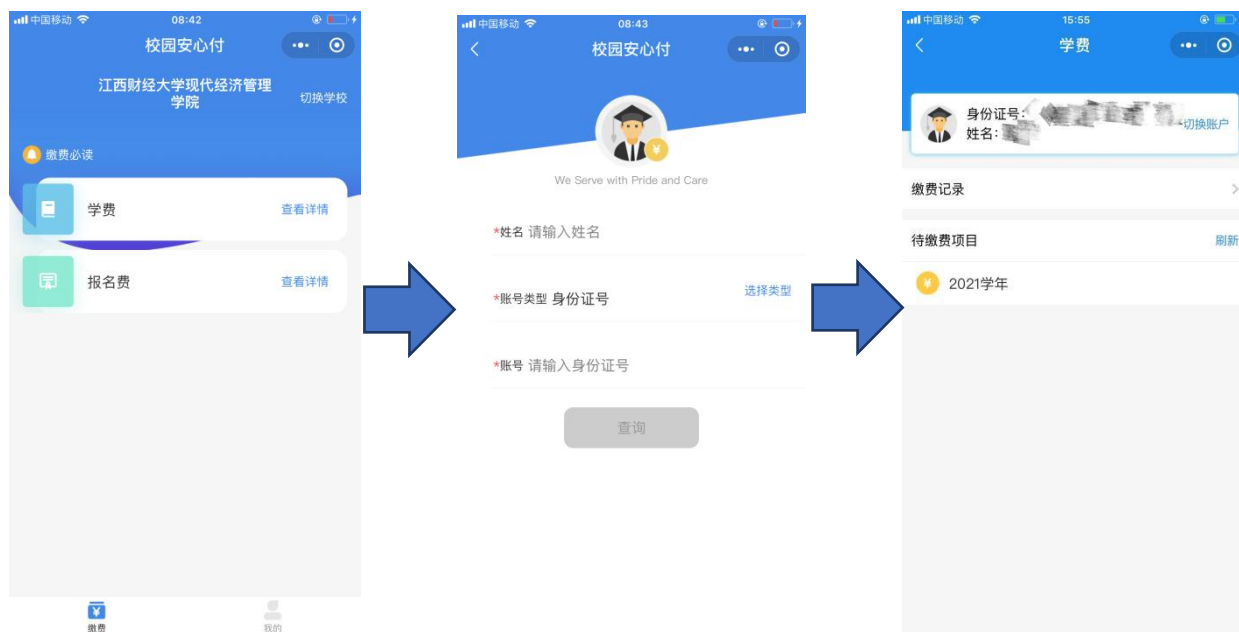 中国移动 08:42
校园安心付
江西财经大学现代经济管理
学院
切换学校
缴费必读
学费 查看详情
报名费 查看详情
缴费 我的
中国移动 08:43
校园安心付
We Serve with Pride and Care
*姓名 请输入姓名
*账号类型 身份证号 选择类型
*账号 请输入身份证号
查询
中国移动 15:55
学费
身份证号:
姓名:
切换账户
缴费记录
待缴费项目 刷新
2021学年